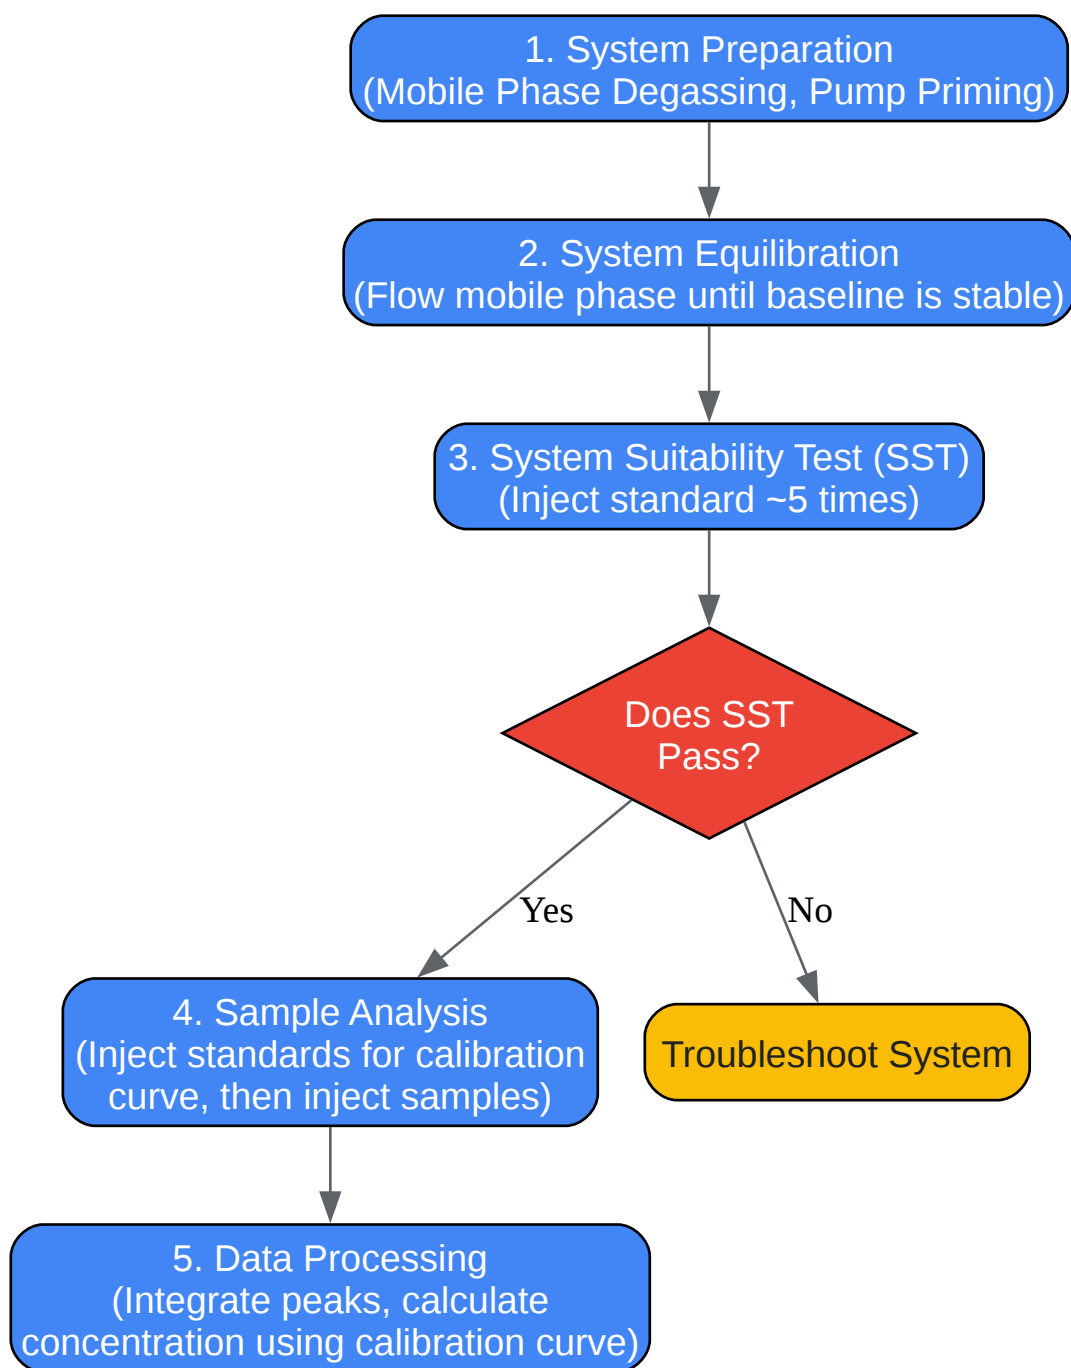 1. System Preparation
(Mobile Phase Degassing, Pump Priming)
2. System Equilibration
(Flow mobile phase until baseline is stable)
3. System Suitability Test (SST)
(Inject standard ~5 times)
Does SST
Pass?
Yes
No
4. Sample Analysis
(Inject standards for calibration
curve, then inject samples)
Troubleshoot System
5. Data Processing
(Integrate peaks, calculate
concentration using calibration curve)